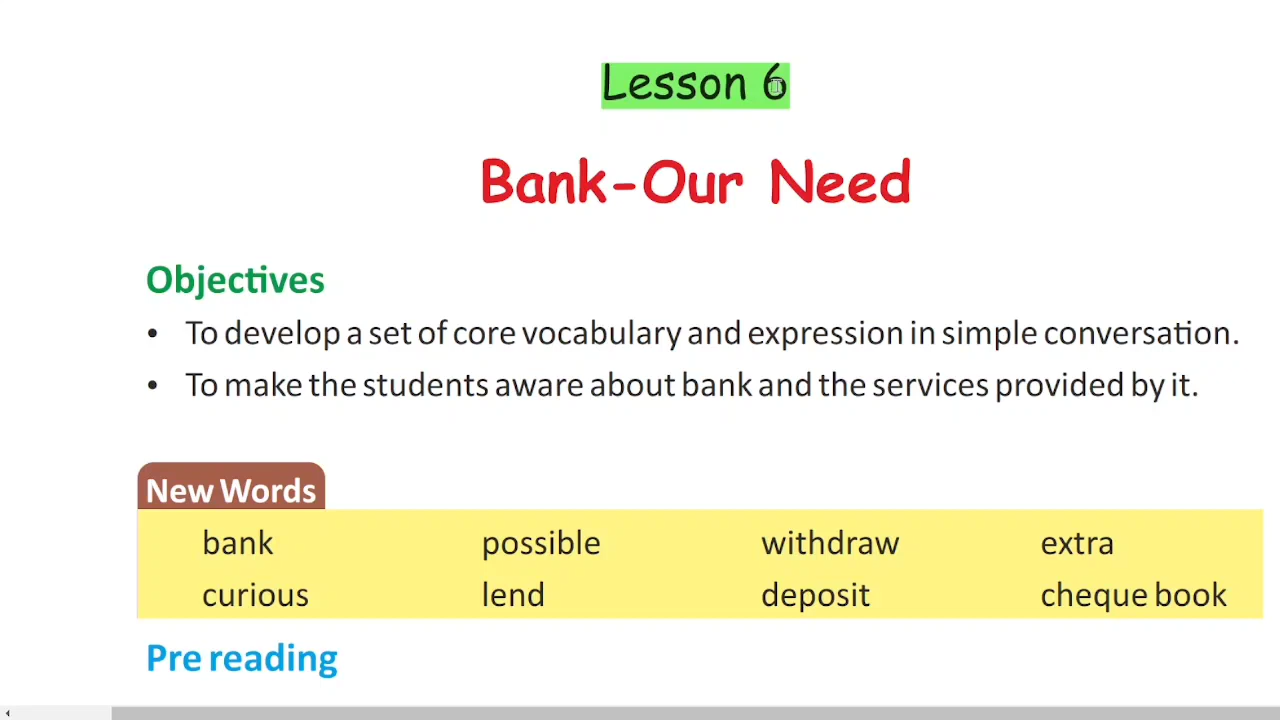 Lesson 6
Bank-Our Need
Objectives
• To develop a set of core vocabulary and expression in simple conversation.
• To make the students aware about bank and the services provided by it.
New Words
bank possible withdraw extra
curious lend deposit cheque book
Pre reading